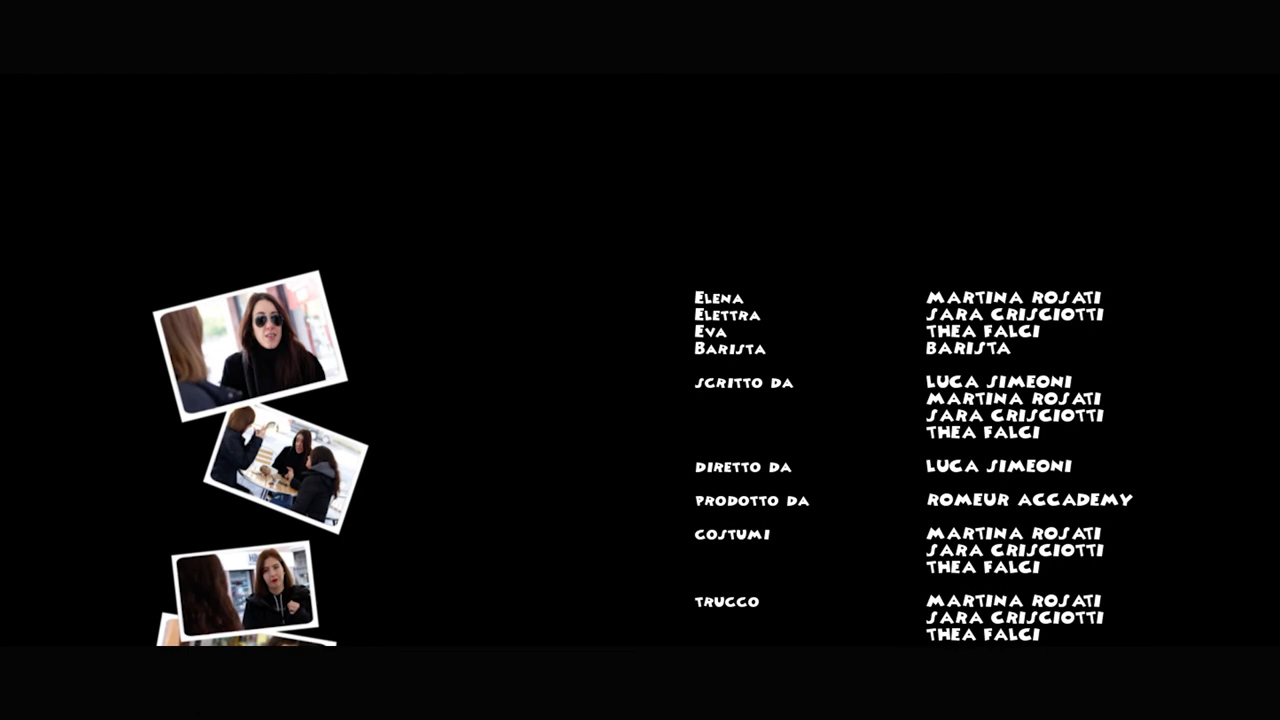 Elena MARTINA ROSATI
Elettra SARA CRISCIOTTI
Eva THEA FALCI
Barista BARISTA
SCRITTO DA LUCA SIMEONI
MARTINA ROSATI
SARA CRISCIOTTI
THEA FALCI
DIRETTO DA LUCA SIMEONI
PRODOTTO DA ROMEUR ACCADEMY
COSTUMI MARTINA ROSATI
SARA CRISCIOTTI
THEA FALCI
TRUCCO MARTINA ROSATI
SARA CRISCIOTTI
THEA FALCI